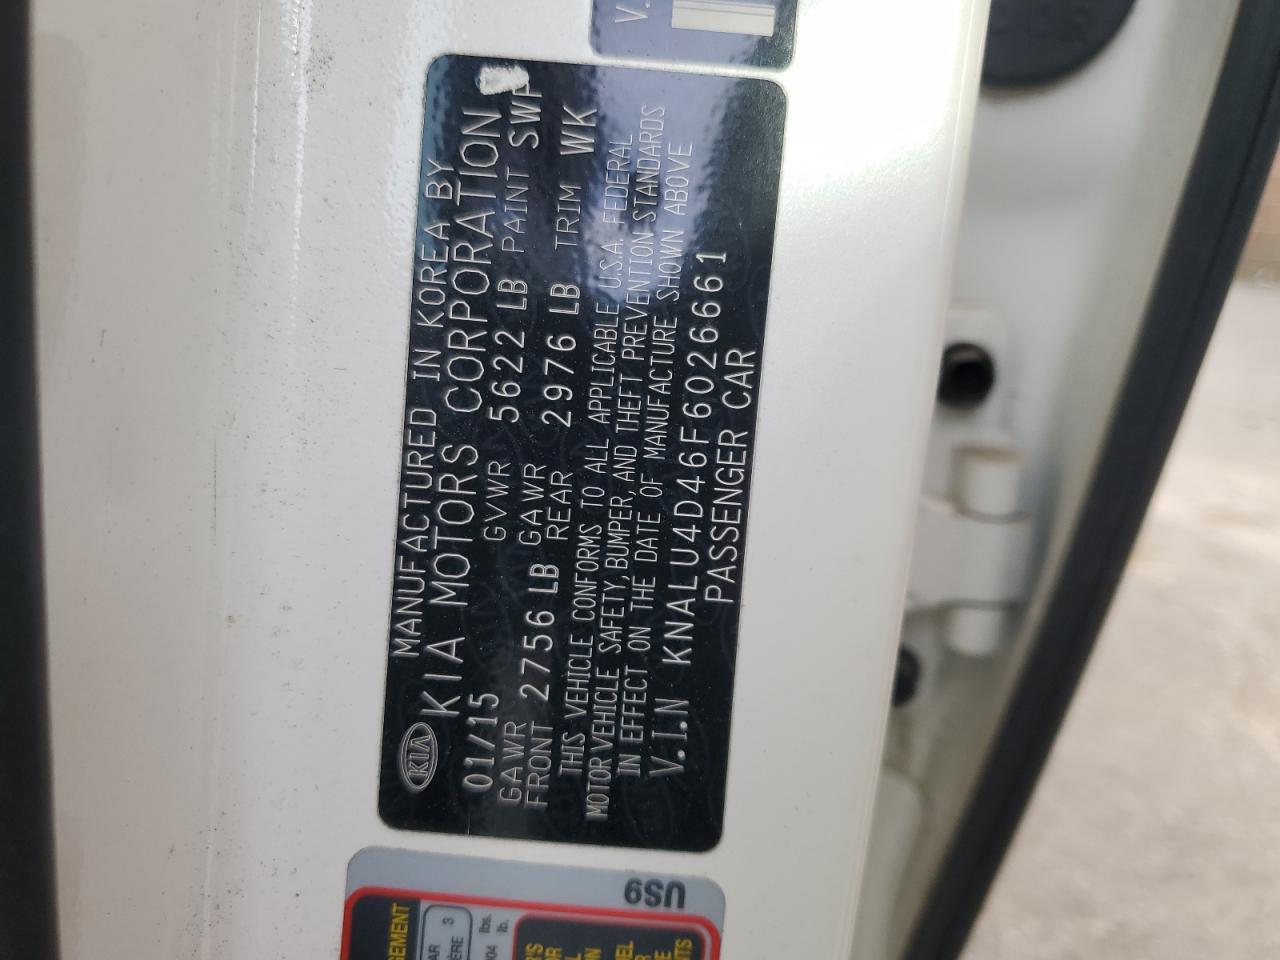 MANUFACTURED IN KOREA BY
KIA KIA MOTORS CORPORATION
01/15 GVWR 5622 LB PAINT SWP
GAWR FRONT 2756 LB GAWR REAR 2976 LB TRIM WK
THIS VEHICLE CONFORMS TO ALL APPLICABLE U.S.A. FEDERAL
MOTOR VEHICLE SAFETY, BUMPER, AND THEFT PREVENTION STANDARDS
IN EFFECT ON THE DATE OF MANUFACTURE SHOWN ABOVE
V.I.N KNALU4D46F6026661
PASSENGER CAR
US9